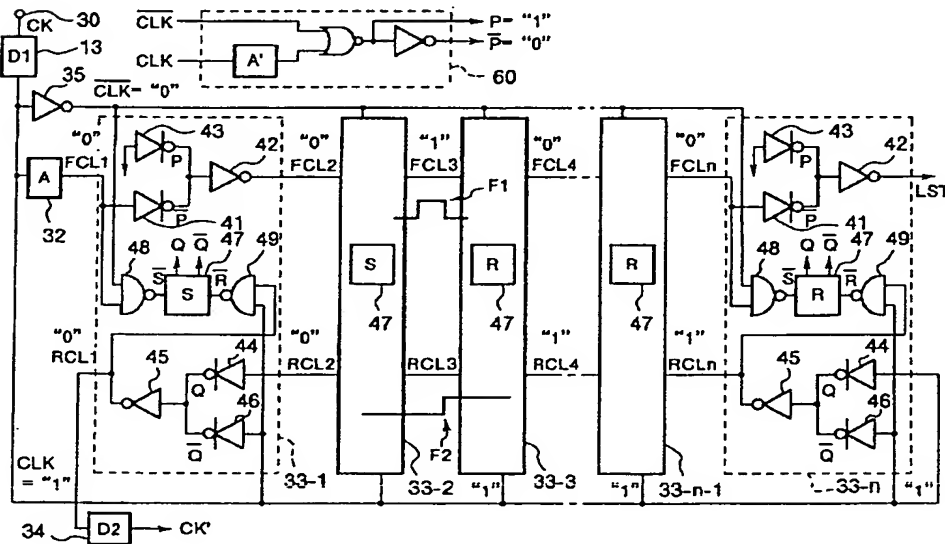 30
CK
D1
13
35
C̅L̅K̅
CLK
A'
P= "1"
P̅= "0"
60
C̅L̅K̅= "0"
"0"
43
P
42
"0"
"1"
"0"
"0"
43
P
42
FCL1
FCL2
FCL3
FCL4
FCLn
LST
A
32
P̅
41
F1
P̅
41
48
Q
Q̅
47
49
S
R
R
48
Q
Q̅
47
49
S̅
S
R̅
47
47
47
S̅
R
R̅
"0"
RCL1
"0"
RCL2
RCL3
"1"
RCL4
"1"
RCLn
45
44
Q
46
Q̅
45
44
Q
46
Q̅
F2
CLK
= "1"
33-1
33-2
"1"
33-3
"1"
33-n-1
33-n
"1"
34
D2
CK'